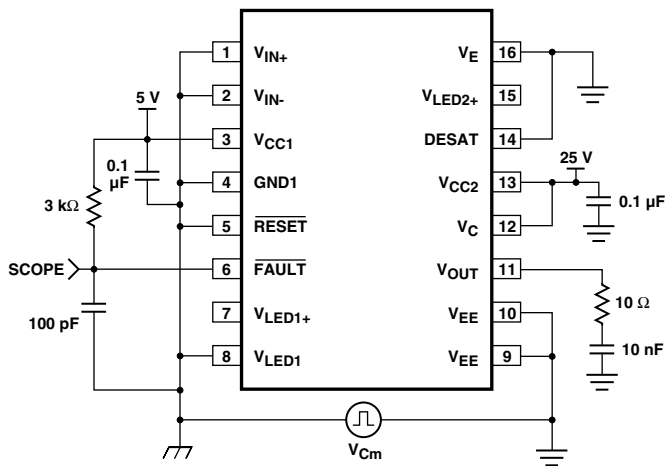 1 V_IN+ V_E 16
2 V_IN- V_LED2+ 15
5 V
3 V_CC1 DESAT 14
25 V
0.1 µF
4 GND1 V_CC2 13
0.1 µF
3 kΩ
5 RESET V_C 12
SCOPE
6 FAULT V_OUT 11
7 V_LED1+ V_EE 10
10 Ω
100 pF
8 V_LED1 V_EE 9
10 nF
V_Cm